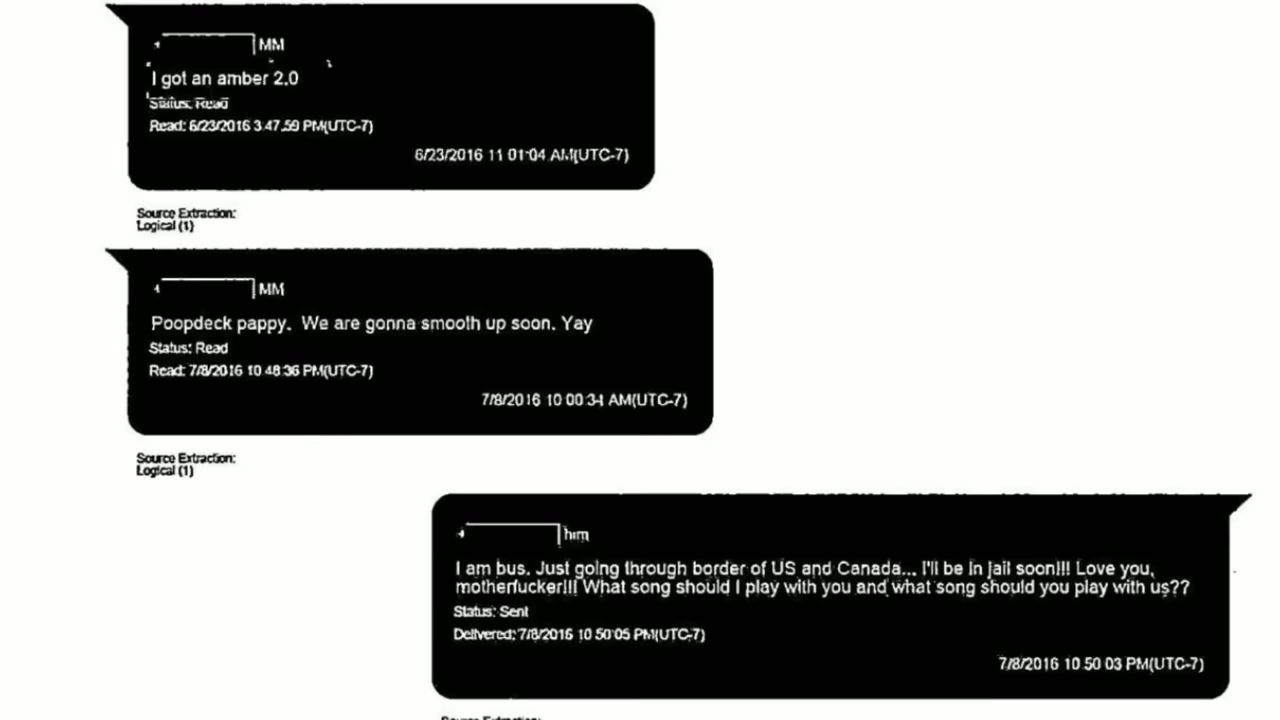 MM
I got an amber 2.0
Status: Read
Read: 6/23/2016 3:47:59 PM(UTC-7)
6/23/2016 11:01:04 AM(UTC-7)
Source Extraction:
Logical (1)
MM
Poopdeck pappy. We are gonna smooth up soon. Yay
Status: Read
Read: 7/8/2016 10:48:36 PM(UTC-7)
7/8/2016 10:00:34 AM(UTC-7)
Source Extraction:
Logical (1)
him
I am bus. Just going through border of US and Canada... I'll be in jail soon!!! Love you,
motherfucker!!! What song should I play with you and what song should you play with us??
Status: Sent
Delivered: 7/8/2016 10:50:05 PM(UTC-7)
7/8/2016 10:50:03 PM(UTC-7)
Source Extraction: